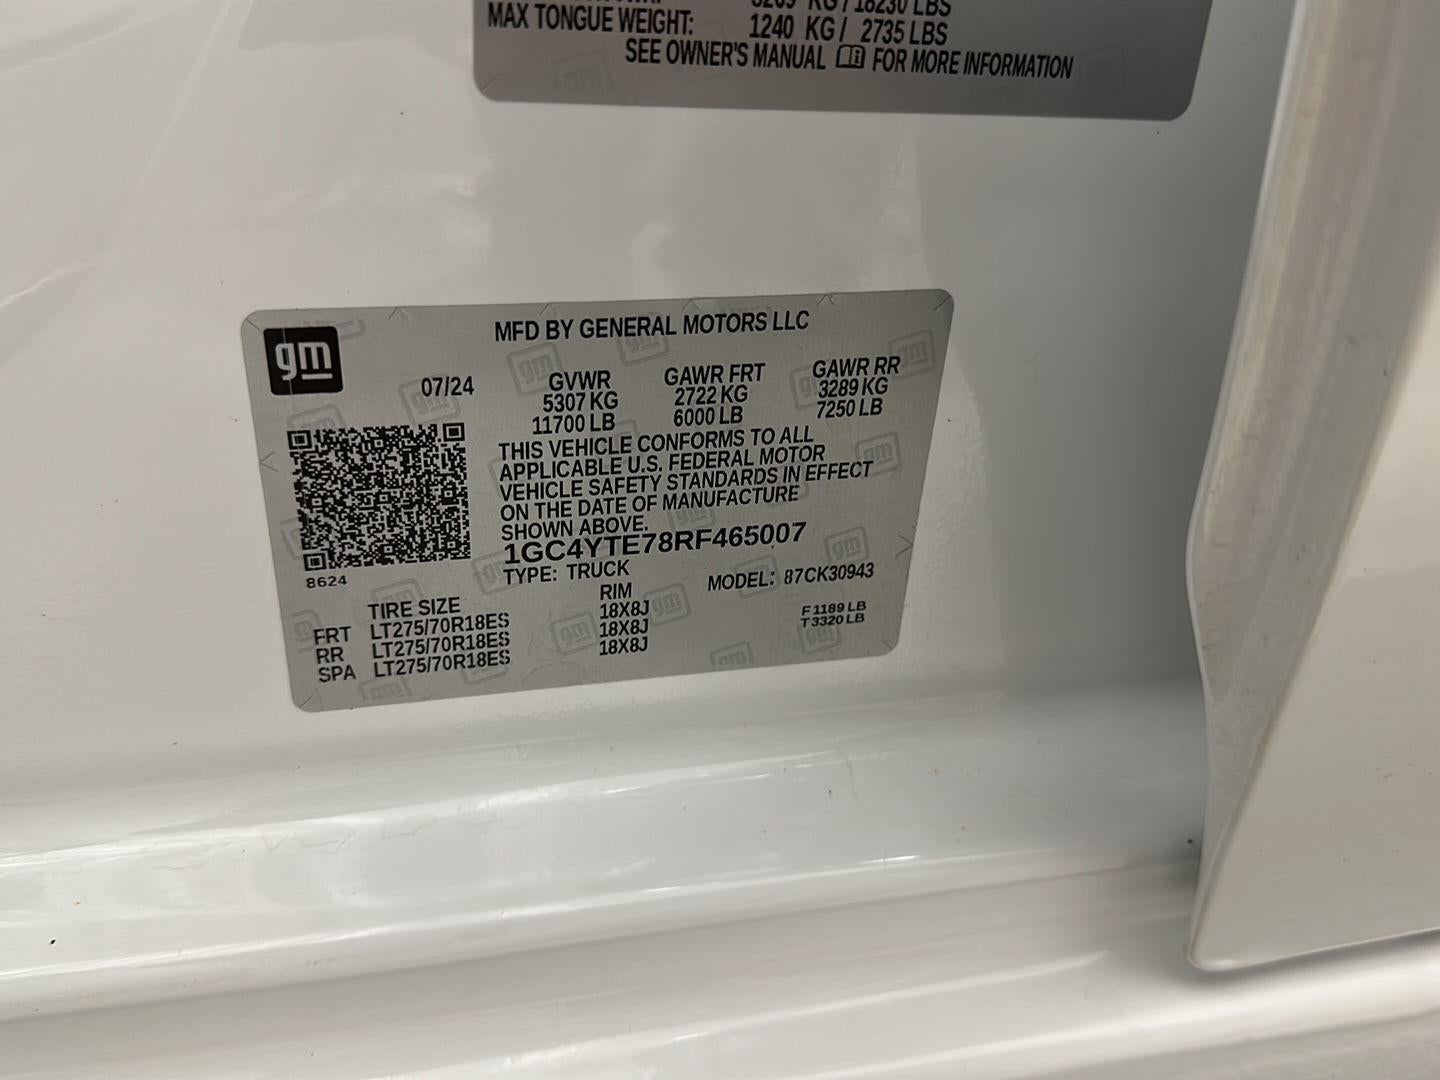 8269 KG / 18230 LBS
MAX TONGUE WEIGHT: 1240 KG / 2735 LBS
SEE OWNER'S MANUAL FOR MORE INFORMATION
gm
MFD BY GENERAL MOTORS LLC
07/24 GVWR GAWR FRT GAWR RR
5307 KG 2722 KG 3289 KG
11700 LB 6000 LB 7250 LB
THIS VEHICLE CONFORMS TO ALL
APPLICABLE U.S. FEDERAL MOTOR
VEHICLE SAFETY STANDARDS IN EFFECT
ON THE DATE OF MANUFACTURE
SHOWN ABOVE.
1GC4YTE78RF465007
8624
TYPE: TRUCK MODEL: 87CK30943
TIRE SIZE RIM
FRT LT275/70R18ES 18X8J F 1189 LB
RR LT275/70R18ES 18X8J T 3320 LB
SPA LT275/70R18ES 18X8J